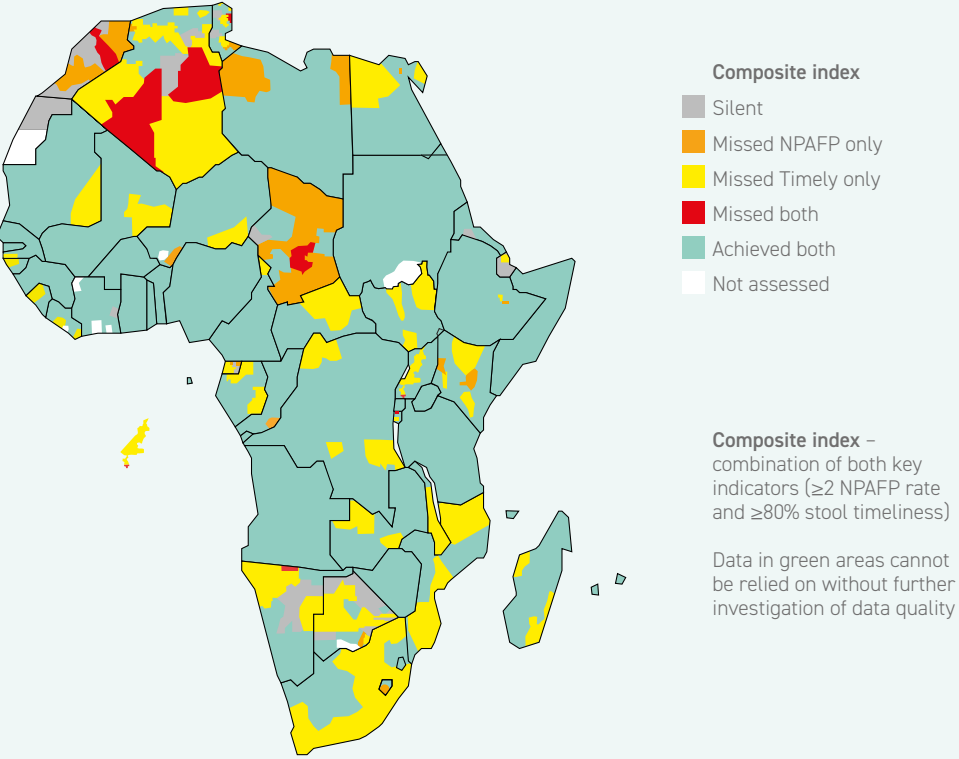 Composite index
Silent
Missed NPAFP only
Missed Timely only
Missed both
Achieved both
Not assessed
Composite index –
combination of both key
indicators (≥2 NPAFP rate
and ≥80% stool timeliness)
Data in green areas cannot
be relied on without further
investigation of data quality